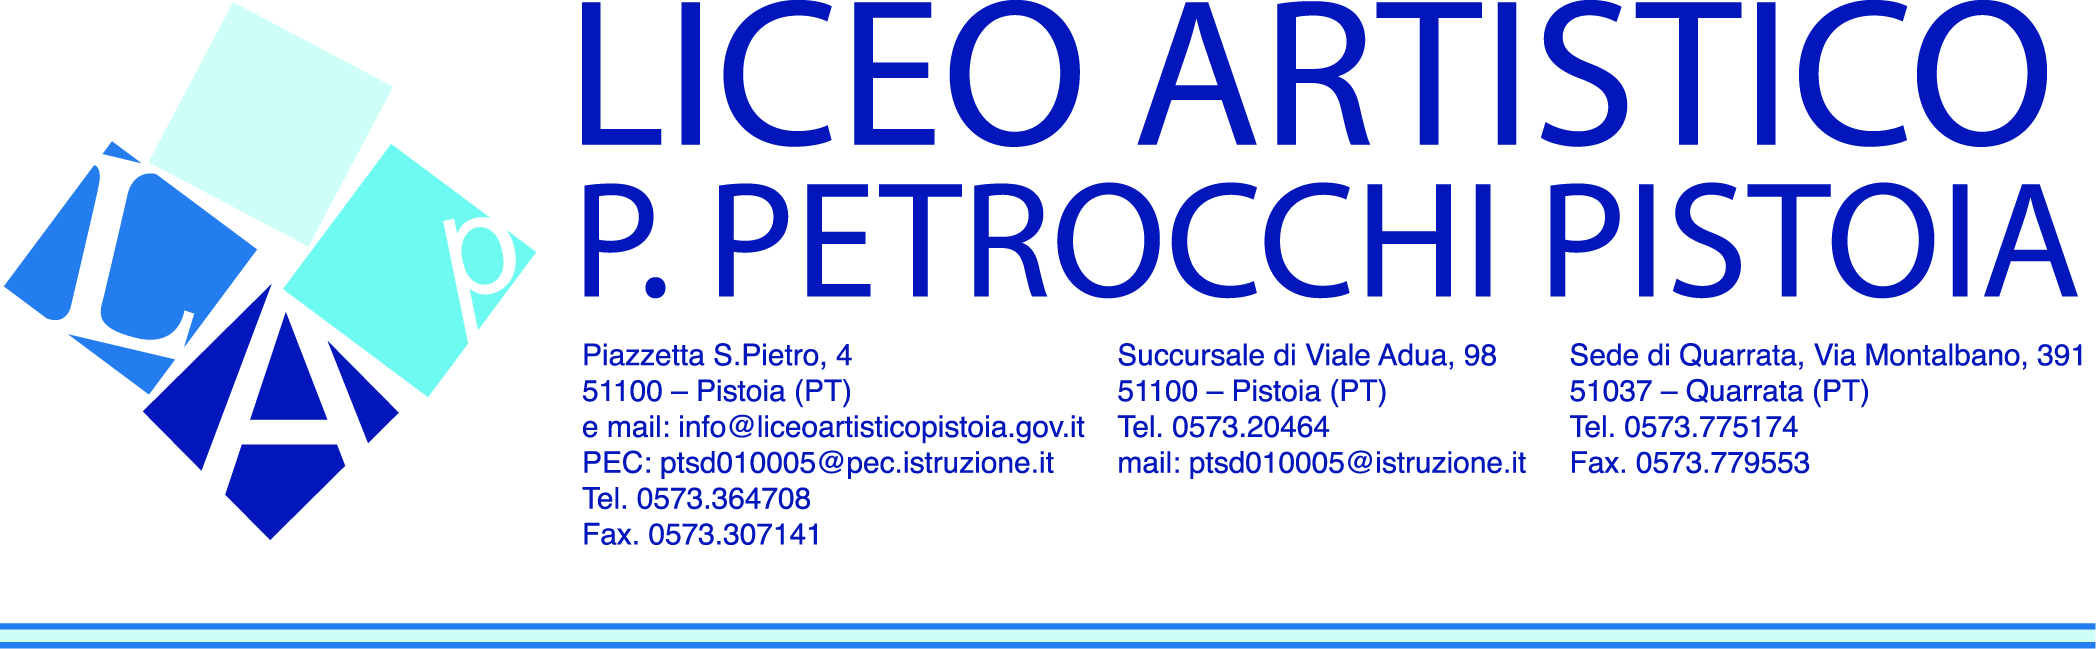 L A p
LICEO ARTISTICO
P. PETROCCHI PISTOIA
Piazzetta S.Pietro, 4
51100 – Pistoia (PT)
e mail: info@liceoartisticopistoia.gov.it
PEC: ptsd010005@pec.istruzione.it
Tel. 0573.364708
Fax. 0573.307141
Succursale di Viale Adua, 98
51100 – Pistoia (PT)
Tel. 0573.20464
mail: ptsd010005@istruzione.it
Sede di Quarrata, Via Montalbano, 391
51037 – Quarrata (PT)
Tel. 0573.775174
Fax. 0573.779553